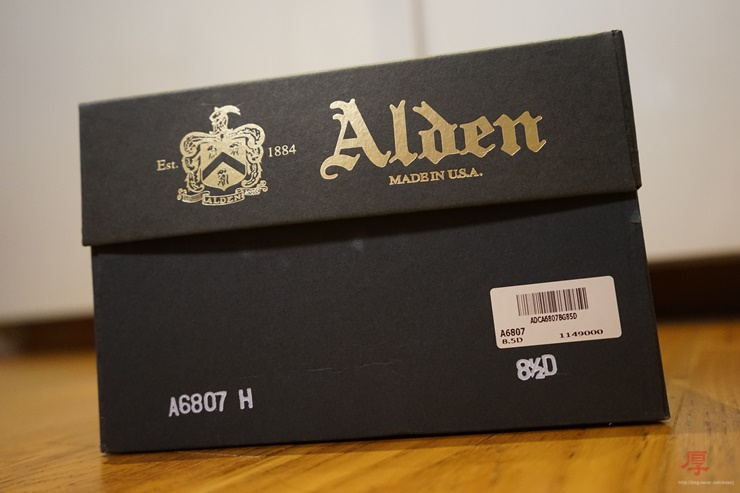 Est.
1884
ALDEN
Alden
MADE IN U.S.A.
ADCA6807BG85D
A6807
8.5D 1149000
8½D
A6807 H
厚